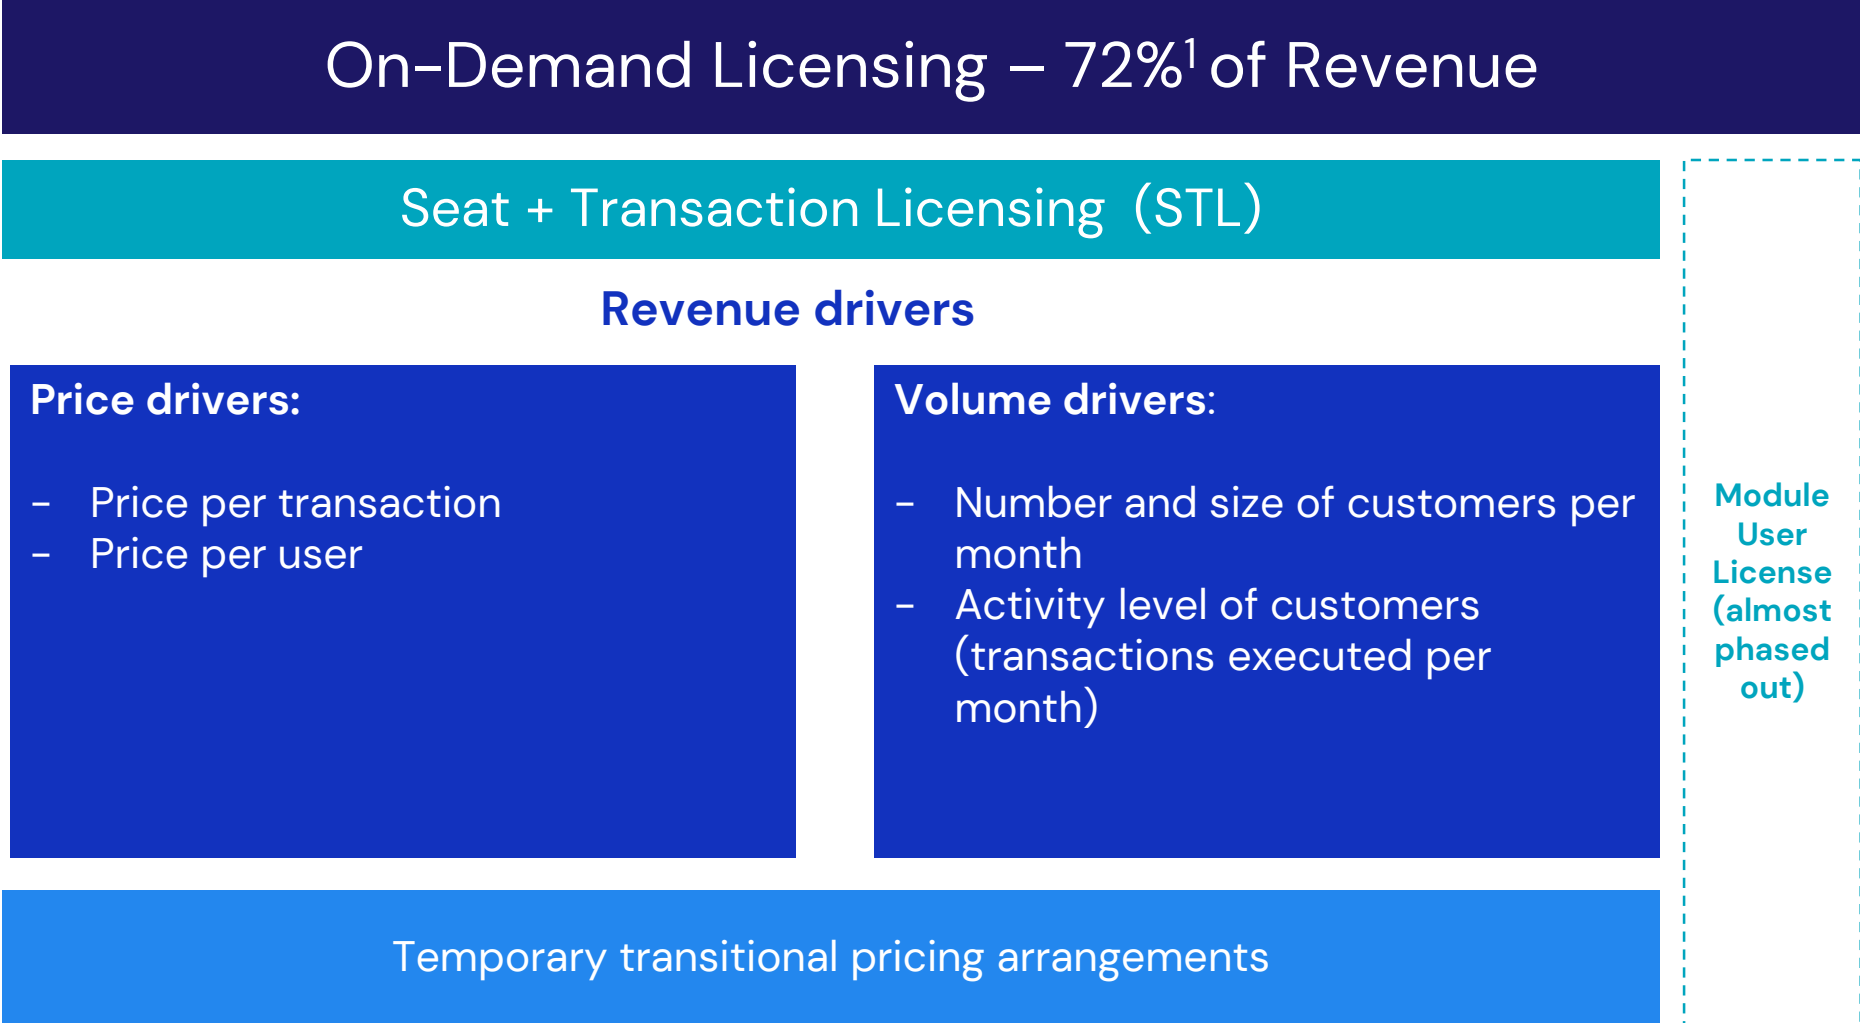 On-Demand Licensing – 72%¹ of Revenue
Seat + Transaction Licensing (STL)
Revenue drivers
Price drivers:
- Price per transaction
- Price per user
Volume drivers:
- Number and size of customers per
month
- Activity level of customers
(transactions executed per
month)
Module
User
License
(almost
phased
out)
Temporary transitional pricing arrangements